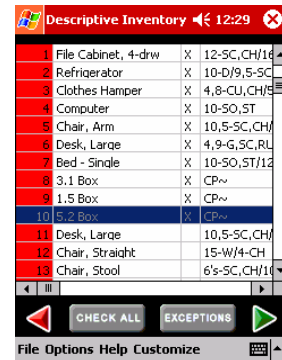 Descriptive Inventory 12:29
1 File Cabinet, 4-drw X 12-SC,CH/16
2 Refrigerator X 10-D/9,5-SC
3 Clothes Hamper X 4,8-CU,CH/5
4 Computer X 10-SO,ST
5 Chair, Arm X 10,5-SC,CH/
6 Desk, Large X 4,9-G,SC,RU
7 Bed - Single X 10-SO,ST/12
8 3.1 Box X CP~
9 1.5 Box X CP~
10 5.2 Box X CP~
11 Desk, Large 10,5-SC,CH/
12 Chair, Straight 15-W/4-CH
13 Chair, Stool 6's-SC,CH/10
CHECK ALL EXCEPTIONS
File Options Help Customize